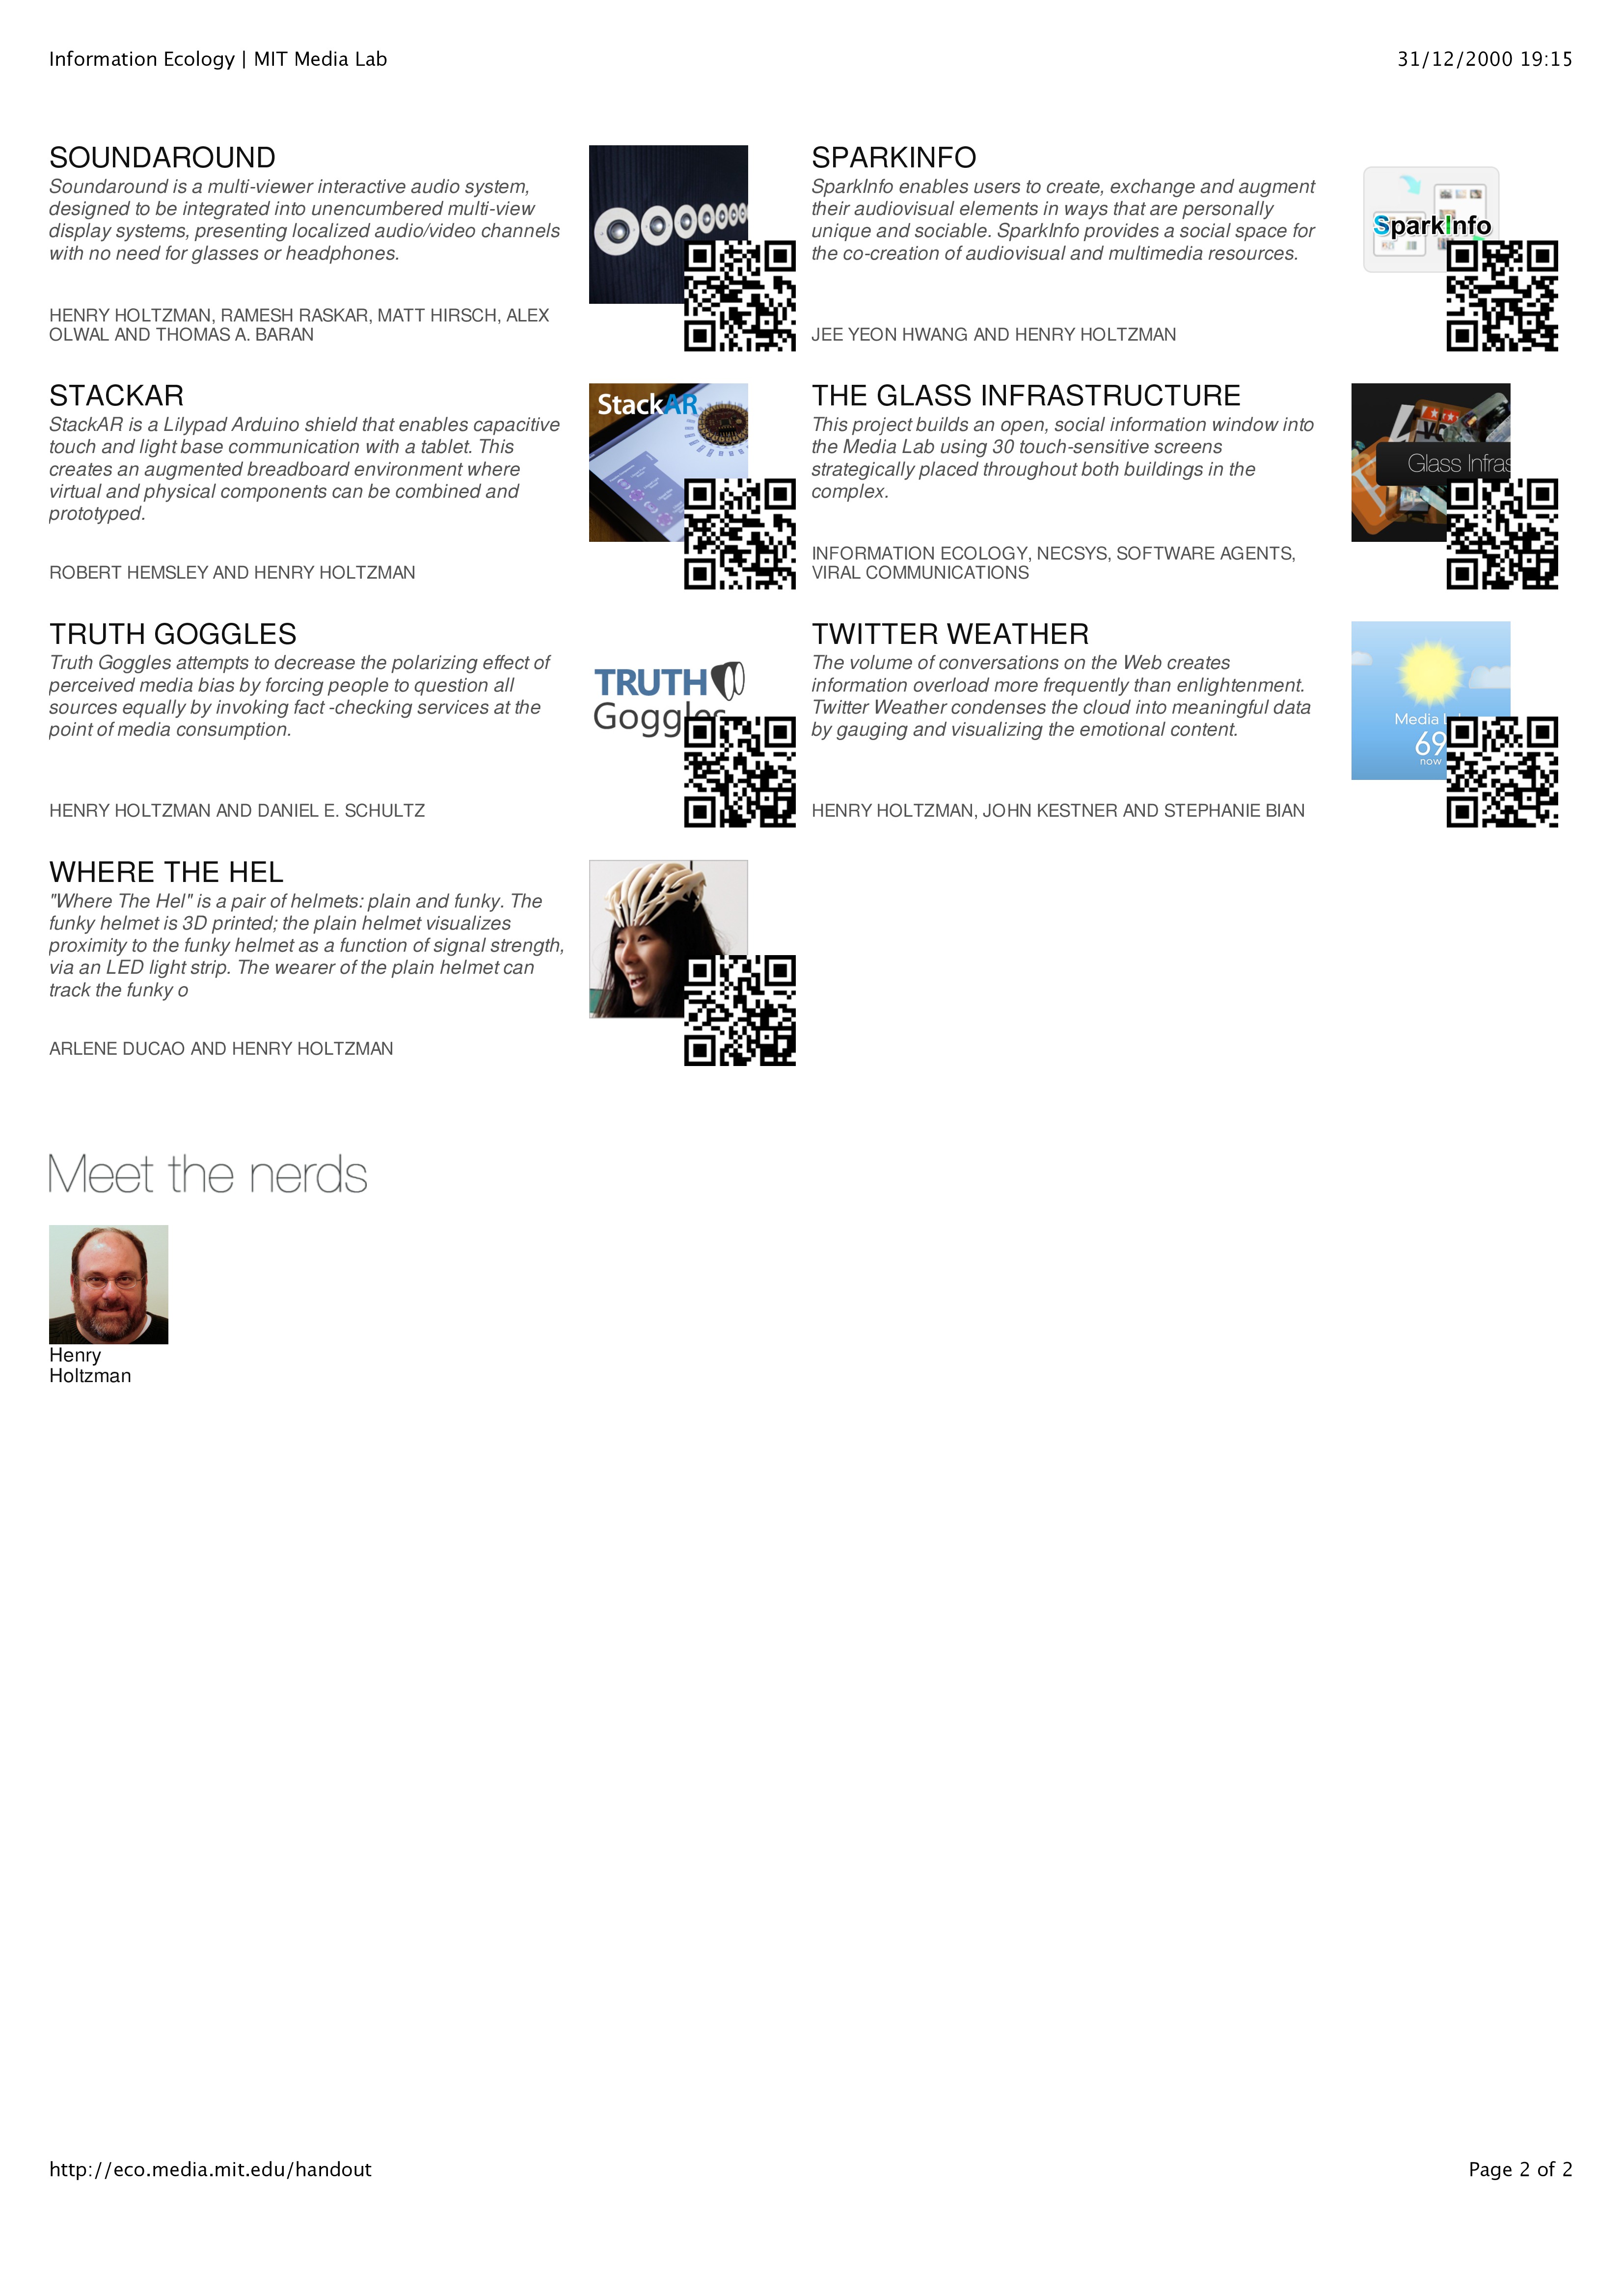 Information Ecology | MIT Media Lab
31/12/2000 19:15
SOUNDAROUND
Soundaround is a multi-viewer interactive audio system,
designed to be integrated into unencumbered multi-view
display systems, presenting localized audio/video channels
with no need for glasses or headphones.
HENRY HOLTZMAN, RAMESH RASKAR, MATT HIRSCH, ALEX
OLWAL AND THOMAS A. BARAN
SPARKINFO
SparkInfo enables users to create, exchange and augment
their audiovisual elements in ways that are personally
unique and sociable. SparkInfo provides a social space for
the co-creation of audiovisual and multimedia resources.
JEE YEON HWANG AND HENRY HOLTZMAN
SparkInfo
STACKAR
StackAR is a Lilypad Arduino shield that enables capacitive
touch and light base communication with a tablet. This
creates an augmented breadboard environment where
virtual and physical components can be combined and
prototyped.
ROBERT HEMSLEY AND HENRY HOLTZMAN
StackAR
THE GLASS INFRASTRUCTURE
This project builds an open, social information window into
the Media Lab using 30 touch-sensitive screens
strategically placed throughout both buildings in the
complex.
INFORMATION ECOLOGY, NECSYS, SOFTWARE AGENTS,
VIRAL COMMUNICATIONS
Glass Infras
TRUTH GOGGLES
Truth Goggles attempts to decrease the polarizing effect of
perceived media bias by forcing people to question all
sources equally by invoking fact -checking services at the
point of media consumption.
HENRY HOLTZMAN AND DANIEL E. SCHULTZ
TRUTH
Goggles
TWITTER WEATHER
The volume of conversations on the Web creates
information overload more frequently than enlightenment.
Twitter Weather condenses the cloud into meaningful data
by gauging and visualizing the emotional content.
HENRY HOLTZMAN, JOHN KESTNER AND STEPHANIE BIAN
Media
69
now
WHERE THE HEL
"Where The Hel" is a pair of helmets: plain and funky. The
funky helmet is 3D printed; the plain helmet visualizes
proximity to the funky helmet as a function of signal strength,
via an LED light strip. The wearer of the plain helmet can
track the funky o
ARLENE DUCAO AND HENRY HOLTZMAN
Meet the nerds
Henry
Holtzman
http://eco.media.mit.edu/handout
Page 2 of 2